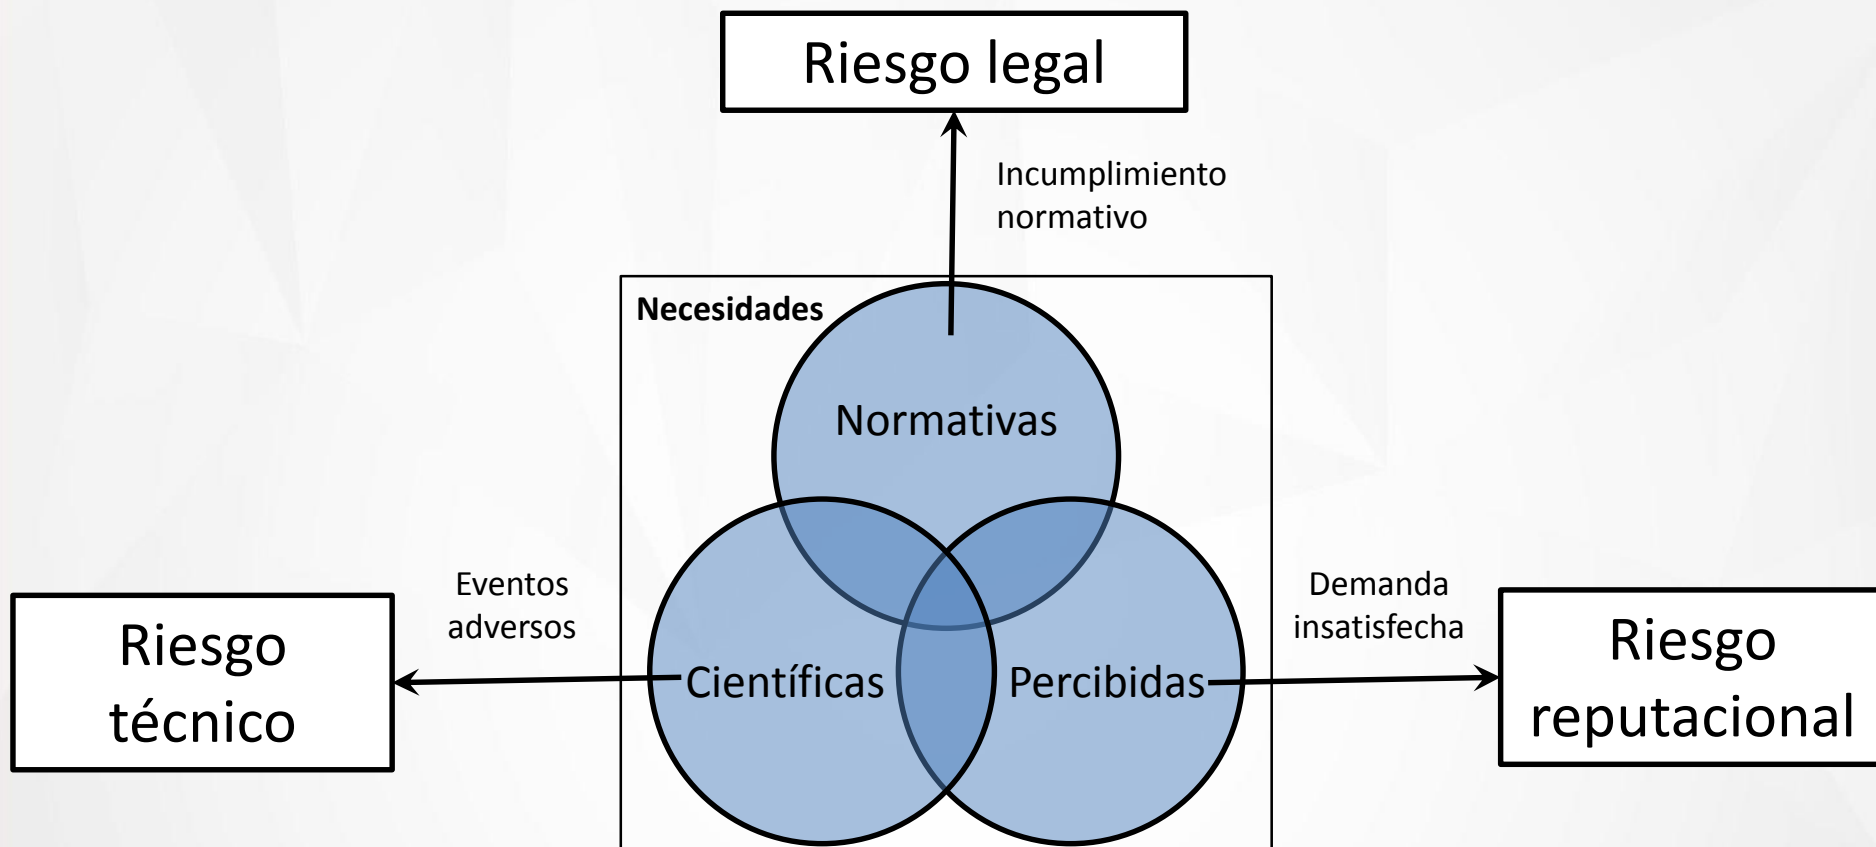 Riesgo legal
Incumplimiento
normativo
Necesidades
Normativas
Eventos
adversos
Riesgo
técnico
Científicas
Percibidas
Demanda
insatisfecha
Riesgo
reputacional